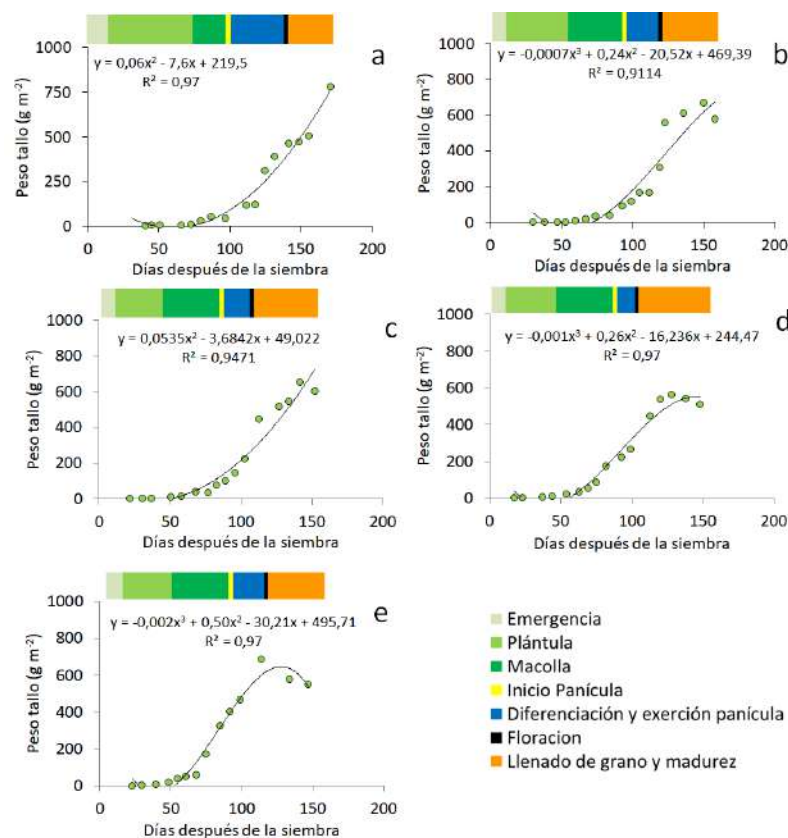 a
y = 0,06x² - 7,6x + 219,5
R² = 0,97
Peso tallo (g m⁻²)
1000
750
500
250
0
0 50 100 150 200
Días después de la siembra
b
y = -0,0007x³ + 0,24x² - 20,52x + 469,39
R² = 0,9114
Peso tallo (g m⁻²)
1000
800
600
400
200
0
0 50 100 150 200
Días después de la siembra
c
y = 0,0535x² - 3,6842x + 49,022
R² = 0,9471
Peso tallo (g m⁻²)
1000
800
600
400
200
0
0 50 100 150 200
Días después de la siembra
d
y = -0,001x³ + 0,26x² - 16,236x + 244,47
R² = 0,97
Peso tallo (g m⁻²)
1000
800
600
400
200
0
0 50 100 150 200
Días después de la siembra
e
y = -0,002x³ + 0,50x² - 30,21x + 495,71
R² = 0,97
Peso tallo (g m⁻²)
1000
800
600
400
200
0
0 50 100 150 200
Días después de la siembra
Emergencia
Plántula
Macolla
Inicio Panícula
Diferenciación y exerción panícula
Floracion
Llenado de grano y madurez